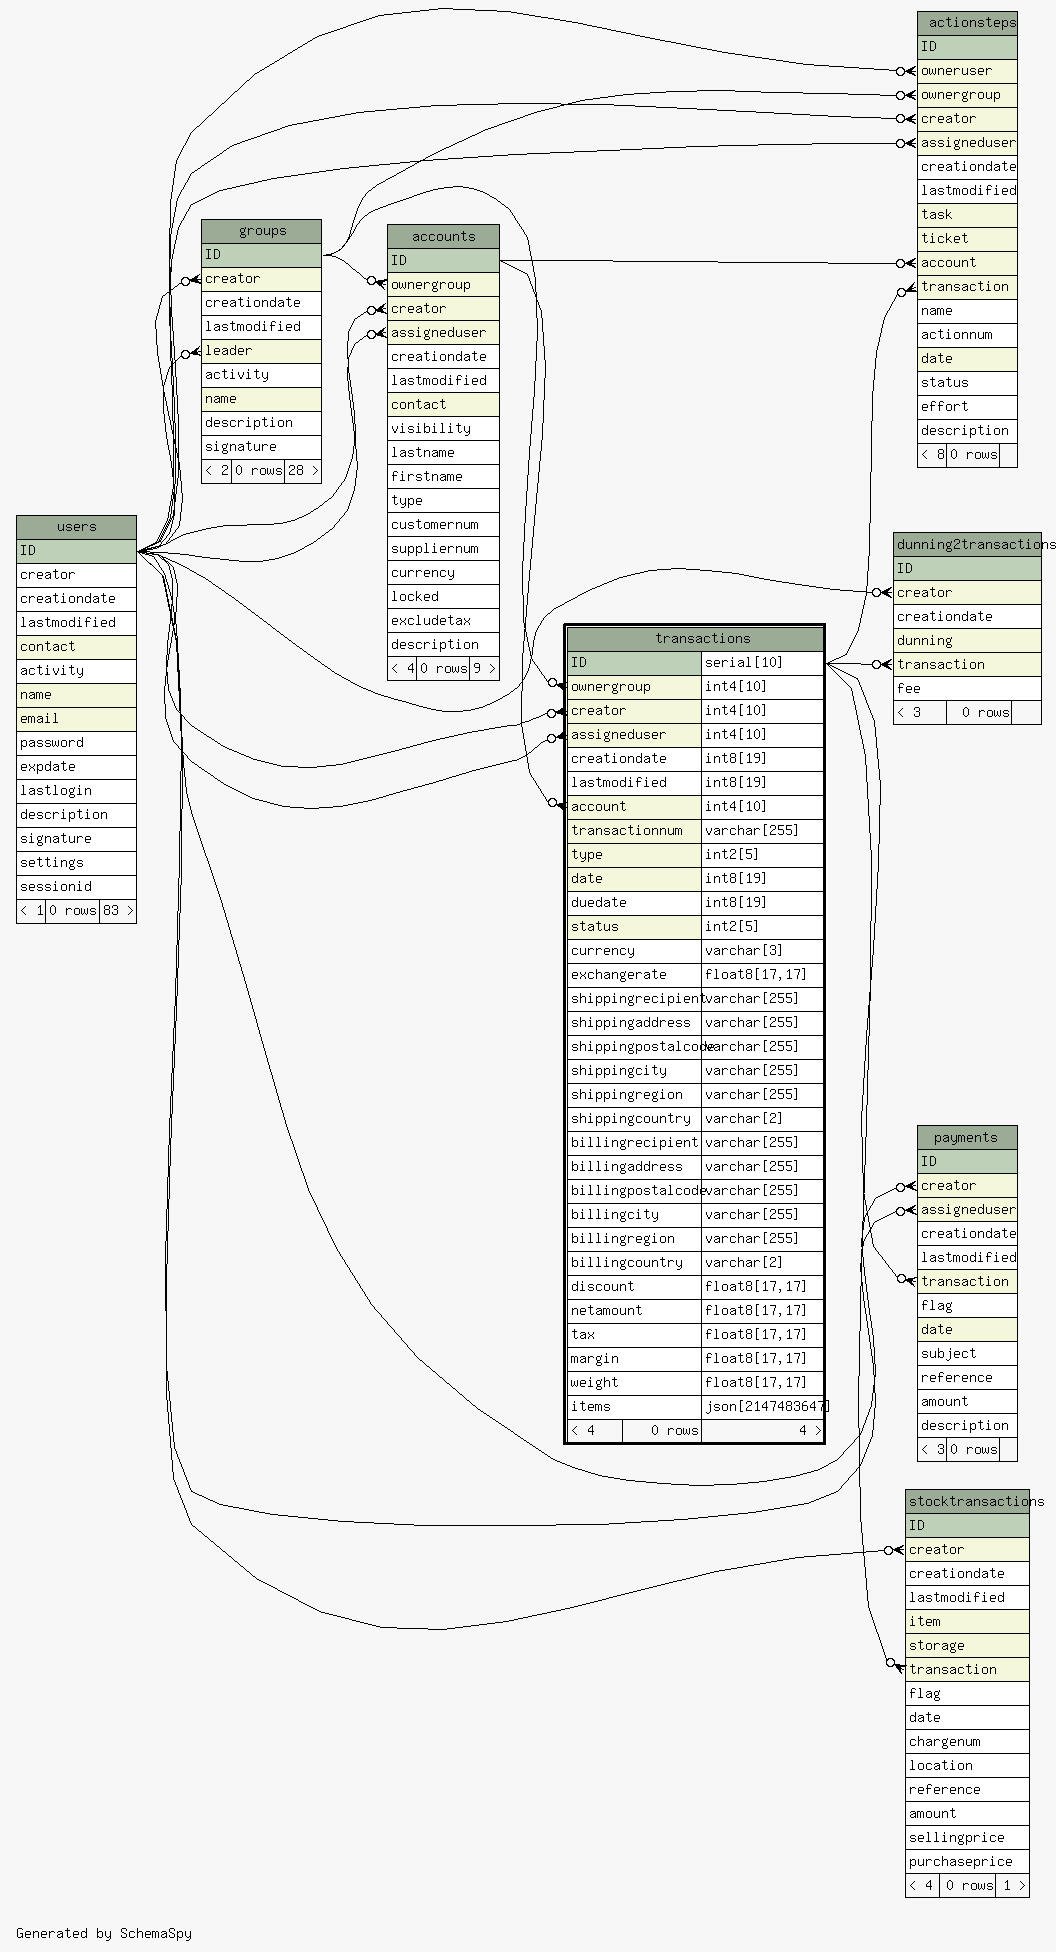 actionsteps
ID
owneruser
ownergroup
creator
assigneduser
creationdate
lastmodified
task
ticket
account
transaction
name
actionnum
date
status
effort
description
< 8 0 rows
groups
ID
creator
creationdate
lastmodified
leader
activity
name
description
signature
< 2 0 rows 28 >
accounts
ID
ownergroup
creator
assigneduser
creationdate
lastmodified
contact
visibility
lastname
firstname
type
customernum
suppliernum
currency
locked
excludetax
description
< 4 0 rows 9 >
users
ID
creator
creationdate
lastmodified
contact
activity
name
email
password
expdate
lastlogin
description
signature
settings
sessionid
< 1 0 rows 83 >
dunning2transactions
ID
creator
creationdate
dunning
transaction
fee
< 3 0 rows
transactions
ID serial[10]
ownergroup int4[10]
creator int4[10]
assigneduser int4[10]
creationdate int8[19]
lastmodified int8[19]
account int4[10]
transactionnum varchar[255]
type int2[5]
date int8[19]
duedate int8[19]
status int2[5]
currency varchar[3]
exchangerate float8[17,17]
shippingrecipient varchar[255]
shippingaddress varchar[255]
shippingpostalcode varchar[255]
shippingcity varchar[255]
shippingregion varchar[255]
shippingcountry varchar[2]
billingrecipient varchar[255]
billingaddress varchar[255]
billingpostalcode varchar[255]
billingcity varchar[255]
billingregion varchar[255]
billingcountry varchar[2]
discount float8[17,17]
netamount float8[17,17]
tax float8[17,17]
margin float8[17,17]
weight float8[17,17]
items json[2147483647]
< 4 0 rows 4 >
payments
ID
creator
assigneduser
creationdate
lastmodified
transaction
flag
date
subject
reference
amount
description
< 3 0 rows
stocktransactions
ID
creator
creationdate
lastmodified
item
storage
transaction
flag
date
chargenum
location
reference
amount
sellingprice
purchaseprice
< 4 0 rows 1 >
Generated by SchemaSpy